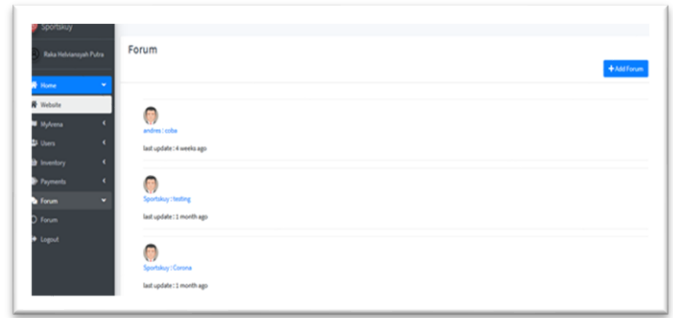 Sportskuy
Raka Hebriansyah Putra
Home
Website
MyArena
Users
Inventory
Payments
Forum
Forum
Logout
Forum
+ Add Forum
andres : coba
last update : 4 weeks ago
Sportskuy : testing
last update : 1 month ago
Sportskuy : Corona
last update : 1 month ago